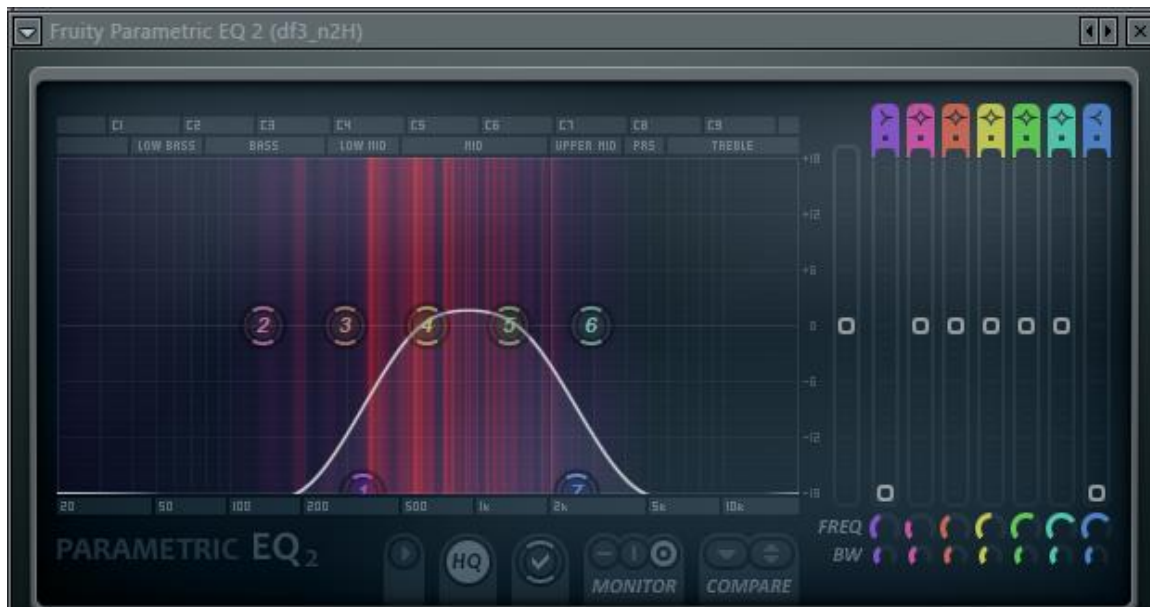 Fruity Parametric EQ 2 (df3_n2H)
C1 C2 C3 C4 C5 C6 C7 C8 C9
LOW BASS BASS LOW MID MID UPPER MID PRS TREBLE
+18
+12
+6
2 3 4 5 6 0
-6
-12
1 7 -18
20 50 100 200 500 1k 2k 5k 10k
FREQ
PARAMETRIC EQ 2 HQ BW
MONITOR COMPARE